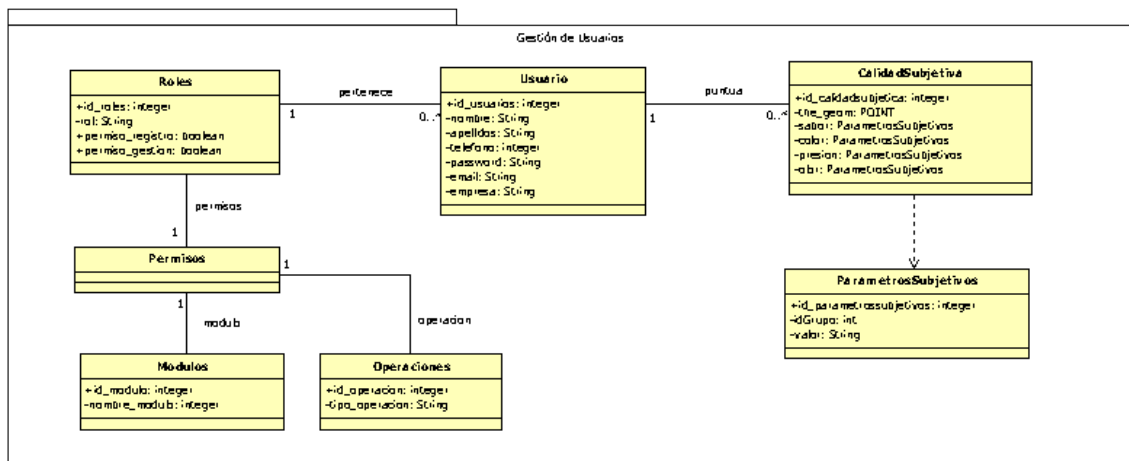 Gestión de Usuarios
Roles
+id_roles: integer
-rol: String
+permiso_registro: Boolean
+permiso_gestion: Boolean
pertenece
1
0..*
Usuario
+id_usuarios: integer
-nombre: String
-apellidos: String
-telefono: integer
-password: String
-email: String
-empresa: String
puntua
1
0..*
CalidadSubjetiva
+id_calidadsubjetica: integer
-the_geom: POINT
-sabor: ParametrosSubjetivos
-color: ParametrosSubjetivos
-presion: ParametrosSubjetivos
-olor: ParametrosSubjetivos
permisos
1
Permisos
1
1
modulo
operacion
ParametrosSubjetivos
+id_parametrossubjetivos: integer
-idGrupo: int
-valor: String
Modulos
+id_modulo: integer
-nombre_modulo: integer
Operaciones
+id_operacion: integer
-tipo_operacion: String